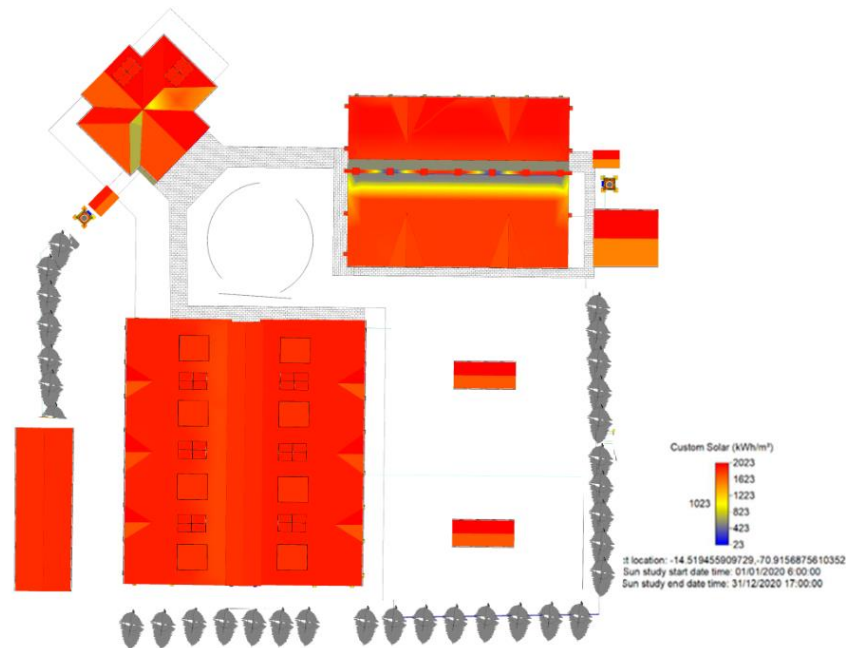 Custom Solar (kWh/m²)
2023
1623
1223
1023
823
423
23
:t location: -14.519455909729,-70.9156875610352
Sun study start date time: 01/01/2020 6:00:00
Sun study end date time: 31/12/2020 17:00:00